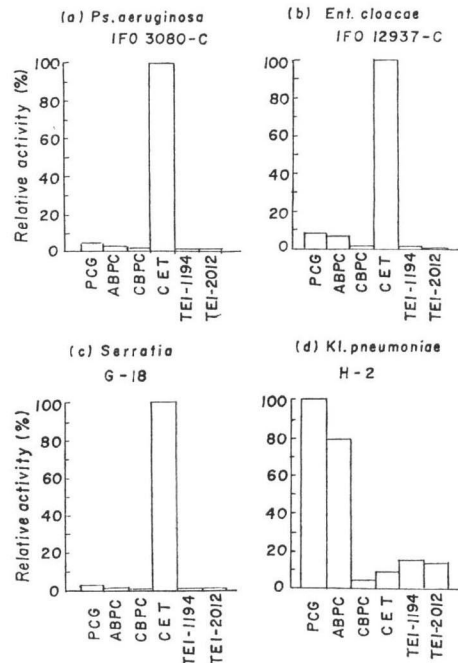 (a) Ps. aeruginosa
IFO 3080-C
Relative activity (%)
100
80
60
40
20
0
PCG
ABPC
CBPC
CET
TEI-1194
TEI-2012
(b) Ent. cloacae
IFO 12937-C
100
80
60
40
20
0
PCG
ABPC
CBPC
CET
TEI-1194
TEI-2012
(c) Serratia
G-18
Relative activity (%)
100
80
60
40
20
0
PCG
ABPC
CBPC
CET
TEI-1194
TEI-2012
(d) Kl. pneumoniae
H-2
100
80
60
40
20
0
PCG
ABPC
CBPC
CET
TEI-1194
TEI-2012